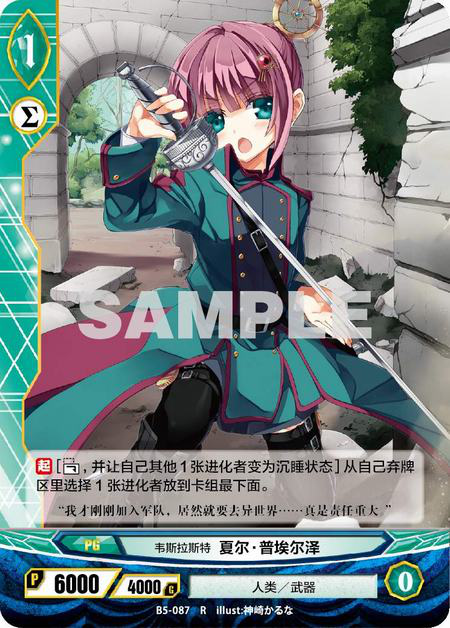 1
Σ
SAMPLE
起[ , 并让自己其他1张进化者变为沉睡状态] 从自己弃牌
区里选择1张进化者放到卡组最下面。
“我才刚刚加入军队，居然就要去异世界……真是责任重大。”
PG 韦斯拉斯特 夏尔·普埃尔泽
P 6000 / 4000 G
人类／武器
0
B5-087 R illust:神崎かるな